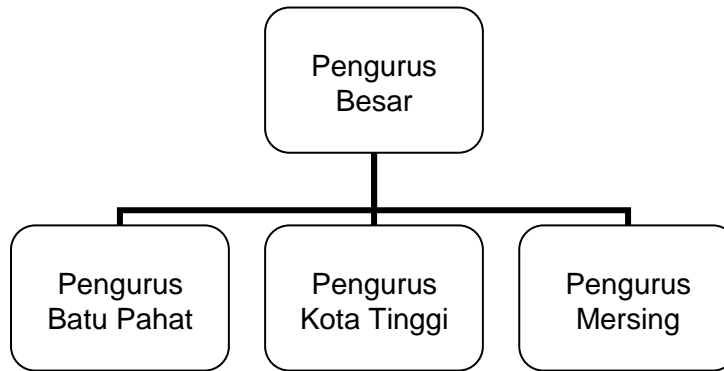 Pengurus
Besar
Pengurus
Batu Pahat
Pengurus
Kota Tinggi
Pengurus
Mersing